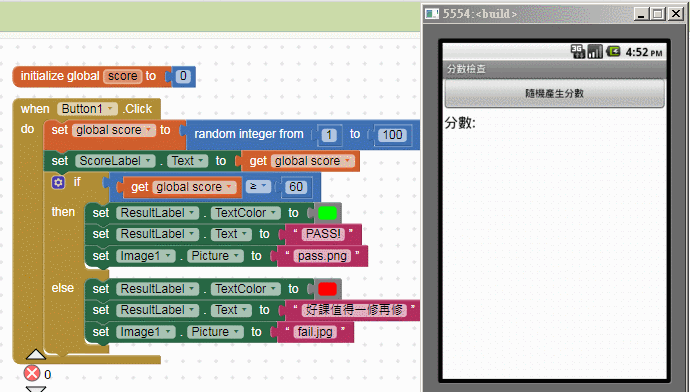 initialize global score to 0
when Button1 .Click
do set global score to random integer from 1 to 100
set ScoreLabel . Text to get global score
if get global score ≥ 60
then set ResultLabel . TextColor to
set ResultLabel . Text to “ PASS! ”
set Image1 . Picture to “ pass.png ”
else set ResultLabel . TextColor to
set ResultLabel . Text to “ 好課值得一修再修
set Image1 . Picture to “ fail.jpg ”
0
5554:<build>
3G 4:52 PM
分數檢查
隨機產生分數
分數: